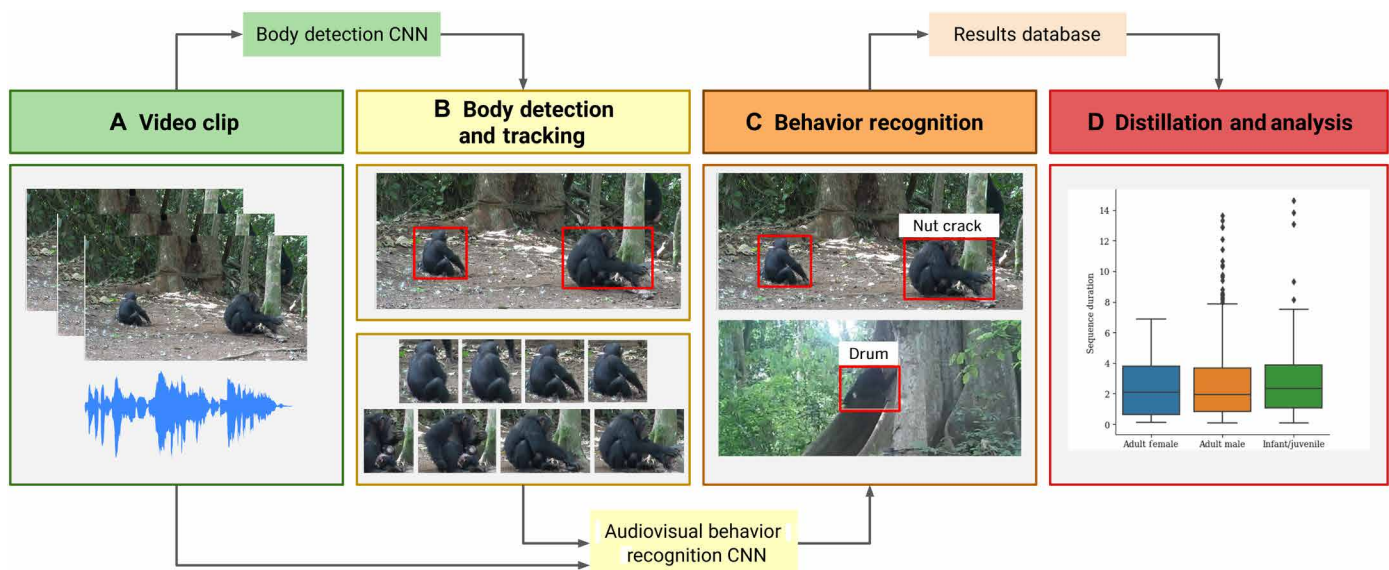 Body detection CNN
Results database
A Video clip
B Body detection
and tracking
C Behavior recognition
D Distillation and analysis
Nut crack
Drum
Sequence duration
14
12
10
8
6
4
2
0
Adult female
Adult male
Infant/juvenile
Audiovisual behavior
recognition CNN